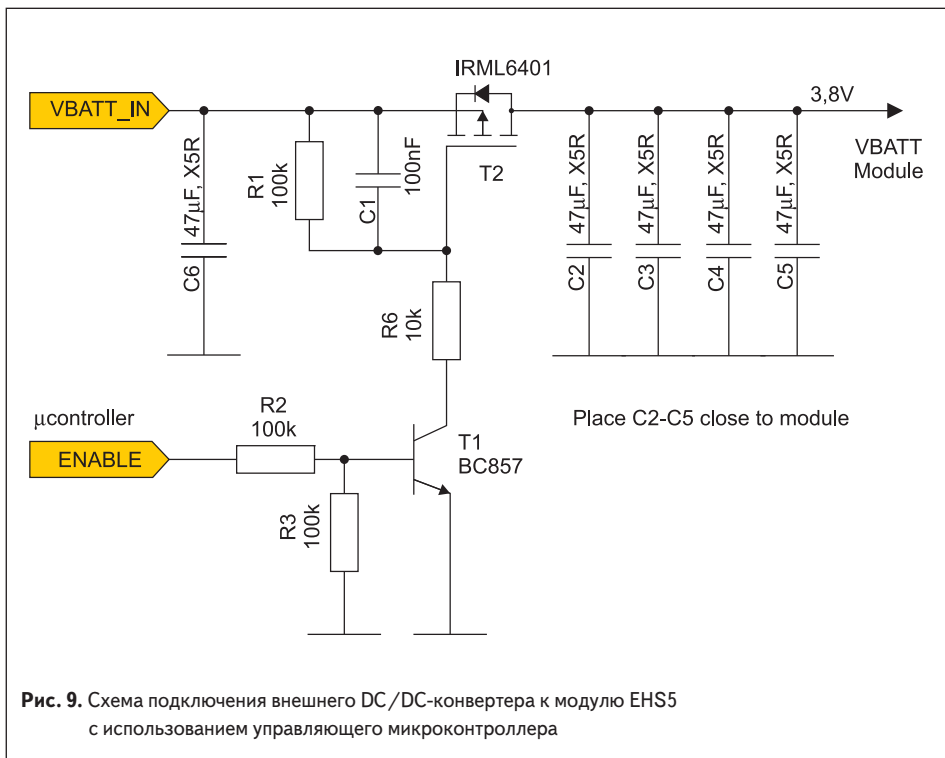 IRML6401
VBATT_IN
3,8V
VBATT
Module
T2
47µF, X5R
C6
R1
100k
C1
100nF
47µF, X5R
C2
47µF, X5R
C3
47µF, X5R
C4
47µF, X5R
C5
R6
10k
µcontroller
ENABLE
R2
100k
R3
100k
T1
BC857
Place C2-C5 close to module
Рис. 9. Схема подключения внешнего DC/DC-конвертера к модулю EHS5
с использованием управляющего микроконтроллера